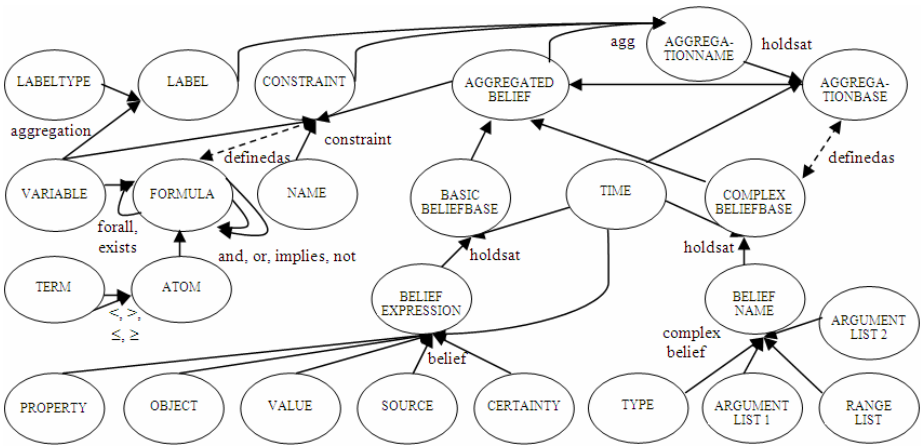 agg
AGGREGA-
TIONNAME
holdsat
LABELTYPE
LABEL
CONSTRAINT
AGGREGATED
BELIEF
AGGREGA-
TIONBASE
aggregation
constraint
definedas
definedas
VARIABLE
FORMULA
NAME
BASIC
BELIEFBASE
TIME
COMPLEX
BELIEFBASE
forall,
exists
and, or, implies, not
holdsat
holdsat
TERM
ATOM
<, >,
≤, ≥
BELIEF
EXPRESSION
BELIEF
NAME
ARGUMENT
LIST 2
belief
complex
belief
PROPERTY
OBJECT
VALUE
SOURCE
CERTAINTY
TYPE
ARGUMENT
LIST 1
RANGE
LIST